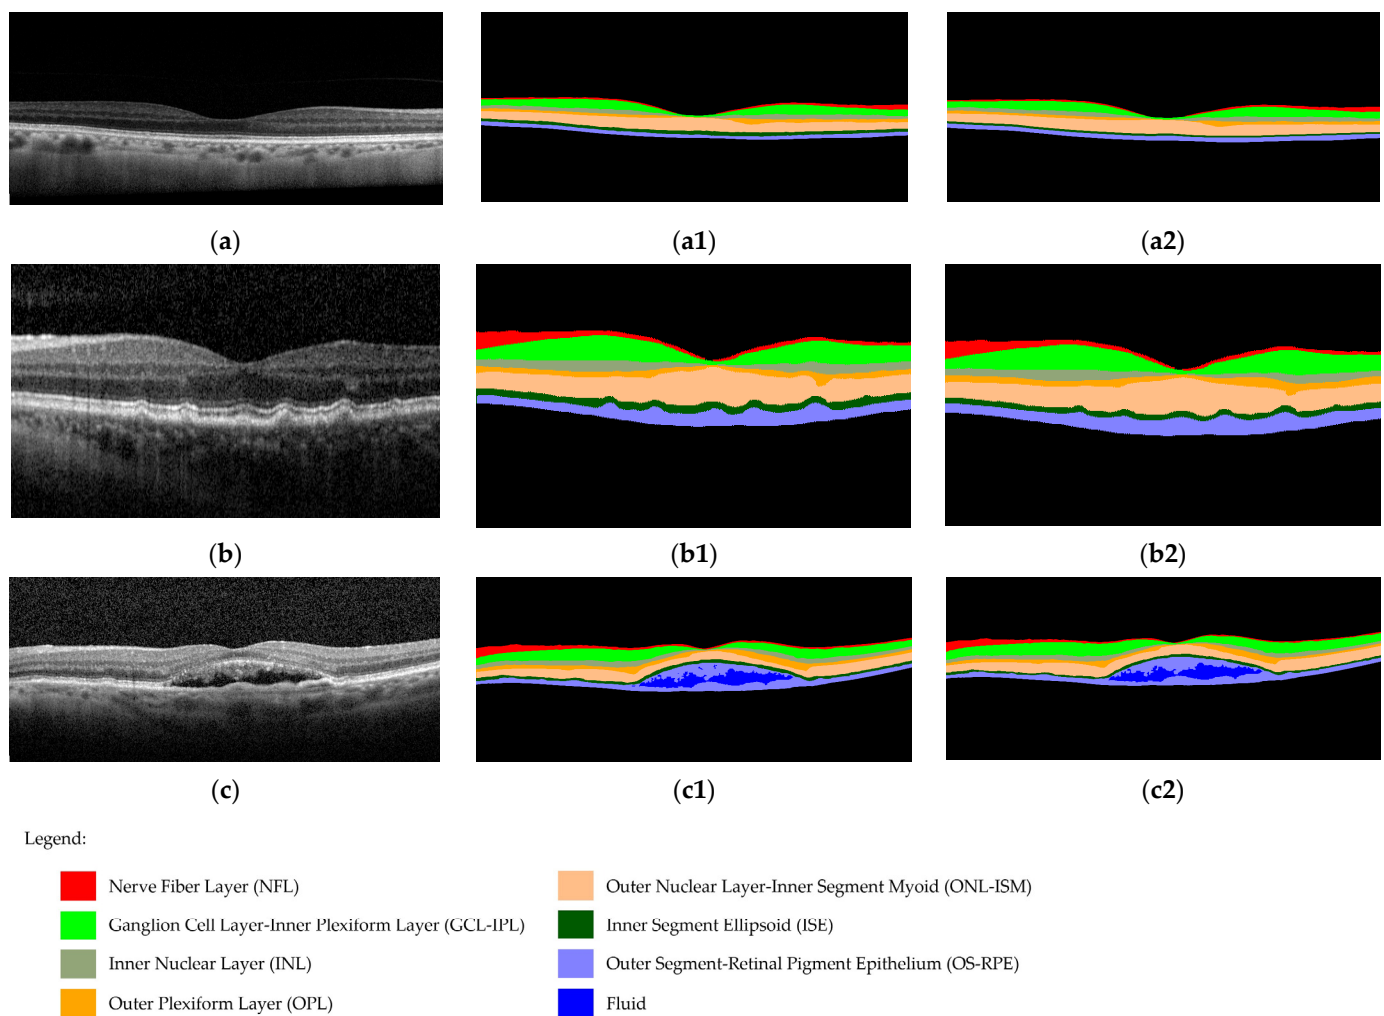 (a) (a1) (a2)
(b) (b1) (b2)
(c) (c1) (c2)
Legend:
Nerve Fiber Layer (NFL)
Ganglion Cell Layer-Inner Plexiform Layer (GCL-IPL)
Inner Nuclear Layer (INL)
Outer Plexiform Layer (OPL)
Outer Nuclear Layer-Inner Segment Myoid (ONL-ISM)
Inner Segment Ellipsoid (ISE)
Outer Segment-Retinal Pigment Epithelium (OS-RPE)
Fluid